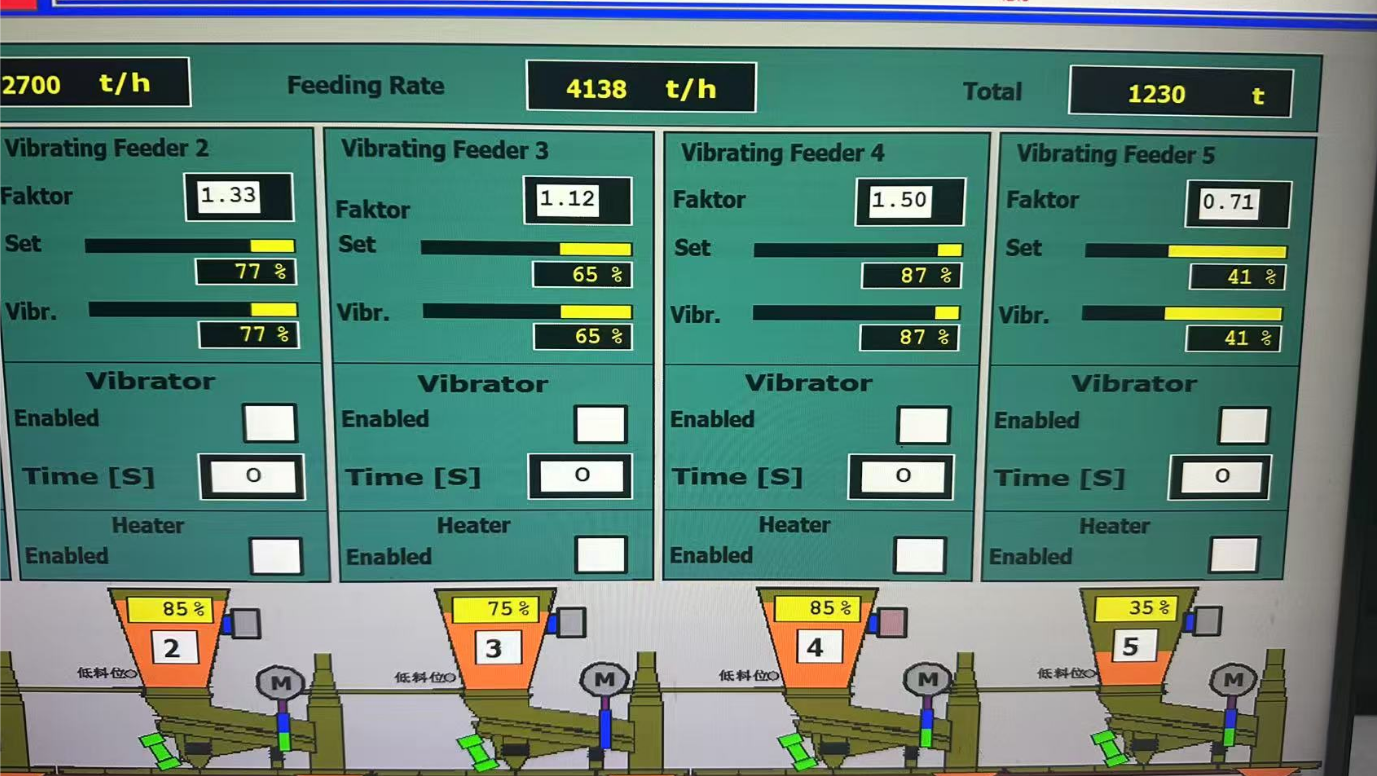 2700 t/h Feeding Rate 4138 t/h Total 1230 t
Vibrating Feeder 2 Vibrating Feeder 3 Vibrating Feeder 4 Vibrating Feeder 5
Faktor 1.33 Faktor 1.12 Faktor 1.50 Faktor 0.71
Set Set Set Set
77 % 65 % 87 % 41 %
Vibr. Vibr. Vibr. Vibr.
77 % 65 % 87 % 41 %
Vibrator Vibrator Vibrator Vibrator
Enabled Enabled Enabled Enabled
Time [S] 0 Time [S] 0 Time [S] 0 Time [S] 0
Heater Heater Heater Heater
Enabled Enabled Enabled Enabled
85% 75% 85% 35%
2 3 4 5
低料位 低料位 低料位 低料位
M M M M